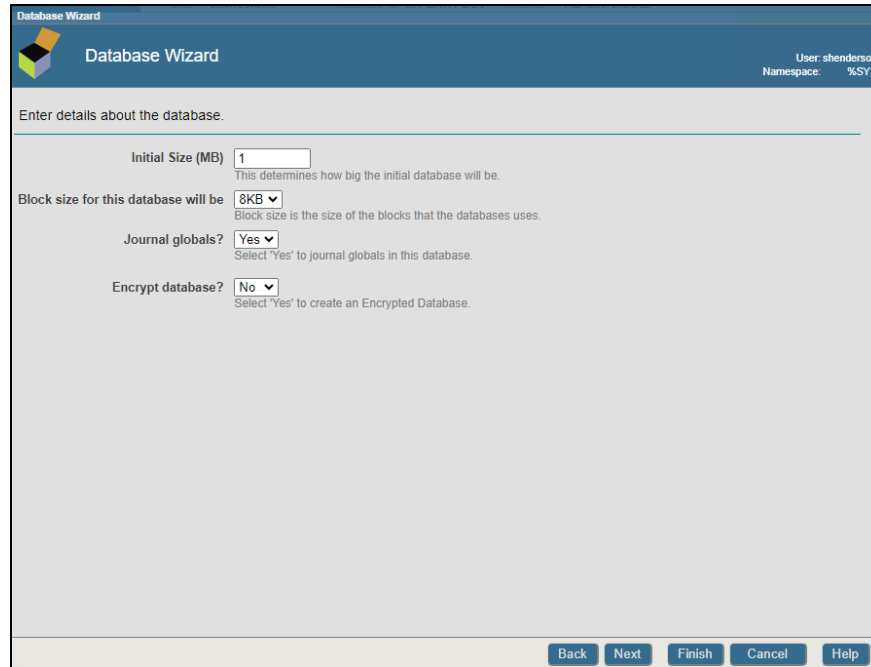 Database Wizard
Database Wizard
User: shenderso
Namespace: %SY
Enter details about the database.
Initial Size (MB) 1
This determines how big the initial database will be.
Block size for this database will be 8KB
Block size is the size of the blocks that the databases uses.
Journal globals? Yes
Select 'Yes' to journal globals in this database.
Encrypt database? No
Select 'Yes' to create an Encrypted Database.
Back Next Finish Cancel Help